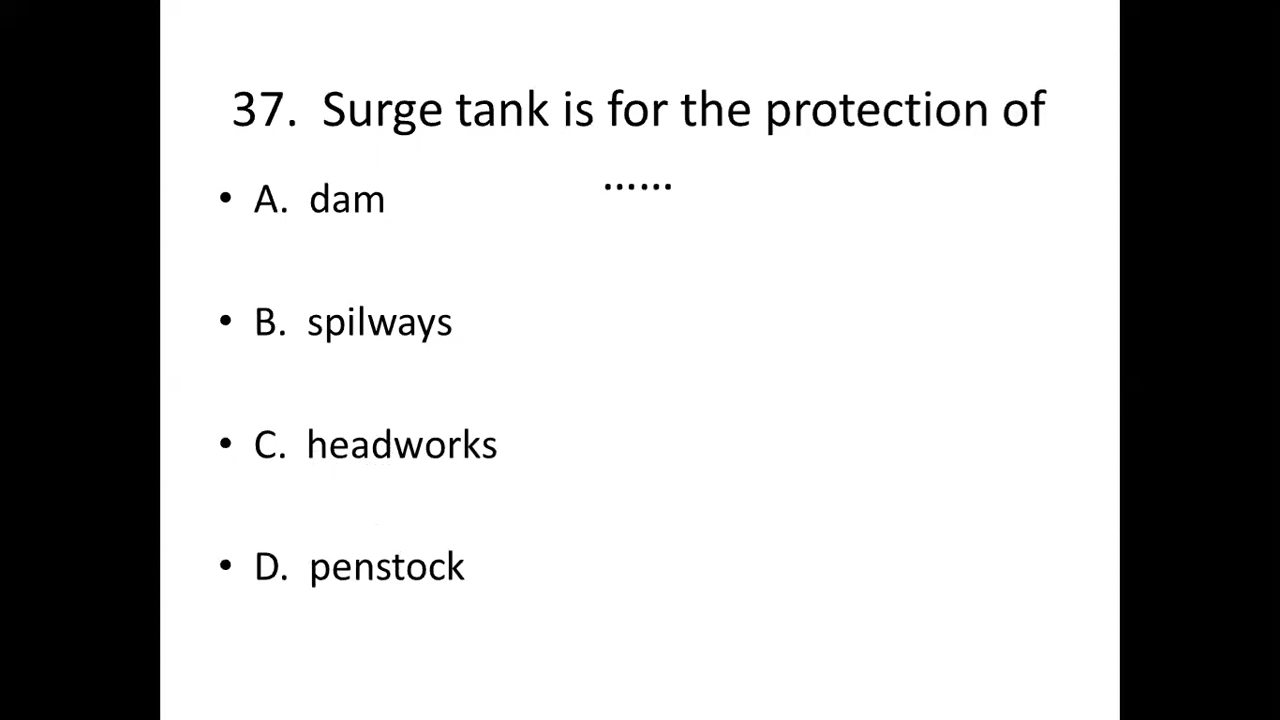 37. Surge tank is for the protection of
......
• A. dam
• B. spilways
• C. headworks
• D. penstock